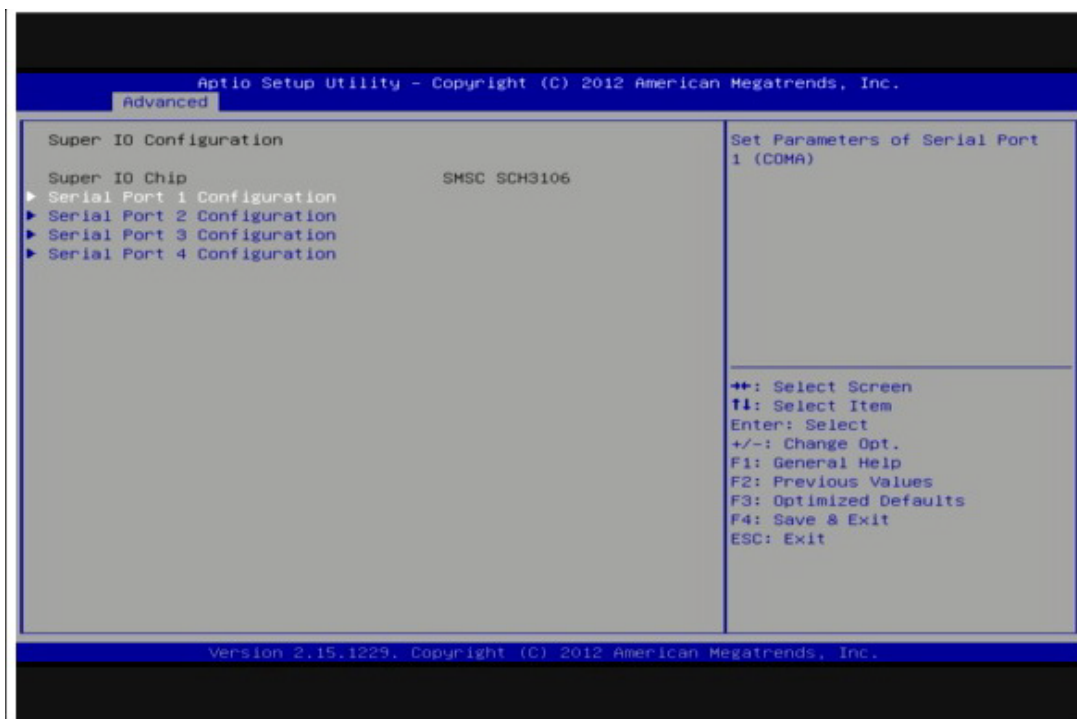 Aptio Setup Utility – Copyright (C) 2012 American Megatrends, Inc.
Advanced
Super IO Configuration
Super IO Chip SMSC SCH3106
▶ Serial Port 1 Configuration
▶ Serial Port 2 Configuration
▶ Serial Port 3 Configuration
▶ Serial Port 4 Configuration
Set Parameters of Serial Port
1 (COMA)
→←: Select Screen
↑↓: Select Item
Enter: Select
+/-: Change Opt.
F1: General Help
F2: Previous Values
F3: Optimized Defaults
F4: Save & Exit
ESC: Exit
Version 2.15.1229. Copyright (C) 2012 American Megatrends, Inc.